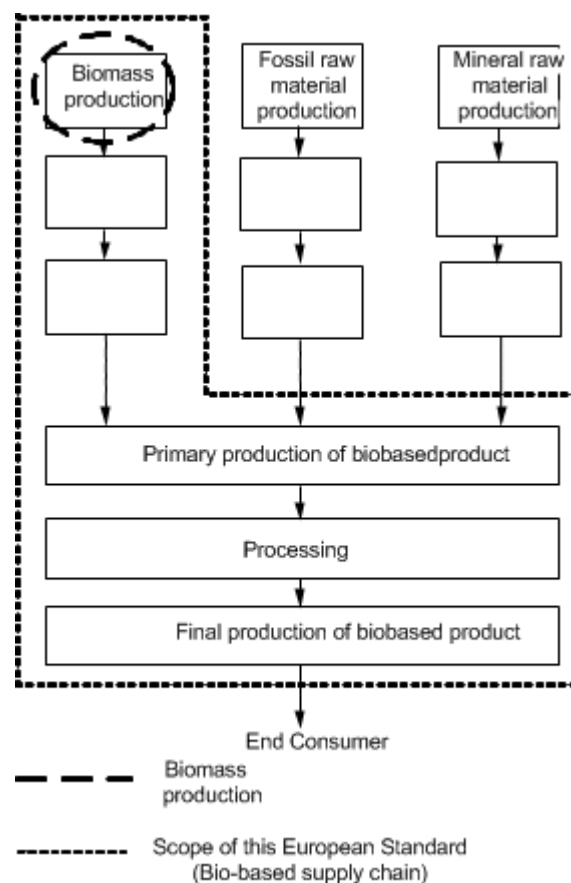 Biomass
production
Fossil raw
material
production
Mineral raw
material
production
Primary production of biobasedproduct
Processing
Final production of biobased product
End Consumer
Biomass
production
Scope of this European Standard
(Bio-based supply chain)